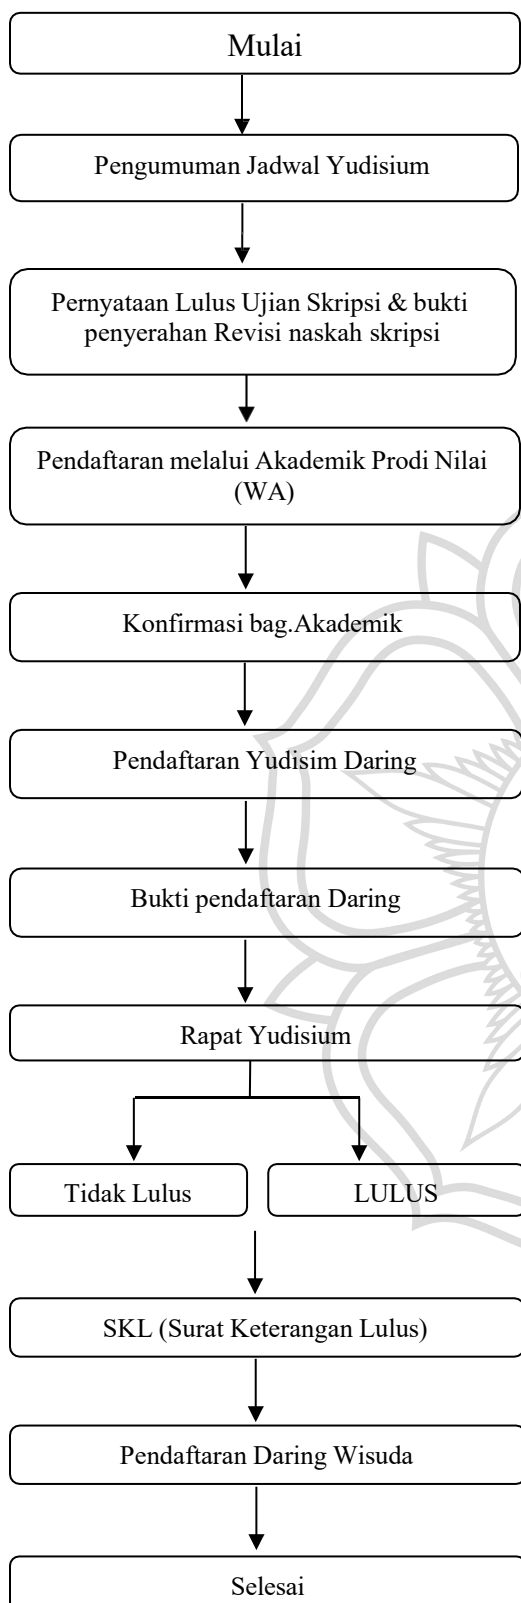 Mulai
Pengumuman Jadwal Yudisium
Pernyataan Lulus Ujian Skripsi & bukti
penyerahan Revisi naskah skripsi
Pendaftaran melalui Akademik Prodi Nilai
(WA)
Konfirmasi bag.Akademik
Pendaftaran Yudisim Daring
Bukti pendaftaran Daring
Rapat Yudisium
Tidak Lulus
LULUS
SKL (Surat Keterangan Lulus)
Pendaftaran Daring Wisuda
Selesai